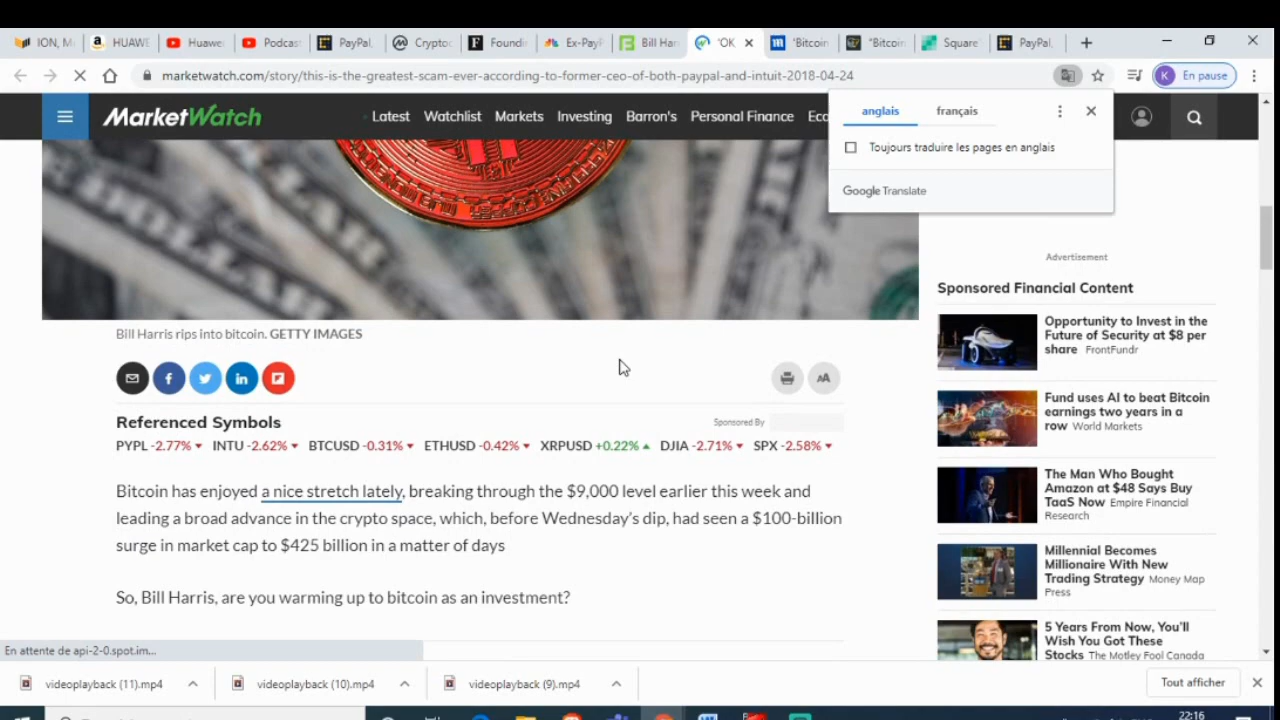 ION, M
HUAWE
Huawe
Podcas
PayPal,
Crypto
Foundi
Ex-PayP
Bill Har
'OK
'Bitcoin
"Bitcoin
Square'
PayPal,
marketwatch.com/story/this-is-the-greatest-scam-ever-according-to-former-ceo-of-both-paypal-and-intuit-2018-04-24
K En pause
anglais français
Toujours traduire les pages en anglais
Google Translate
MarketWatch
Latest Watchlist Markets Investing Barron's Personal Finance Eco
Advertisement
Sponsored Financial Content
Opportunity to Invest in the
Future of Security at $8 per
share FrontFundr
Fund uses AI to beat Bitcoin
earnings two years in a
row World Markets
The Man Who Bought
Amazon at $48 Says Buy
TaaS Now Empire Financial
Research
Millennial Becomes
Millionaire With New
Trading Strategy Money Map
Press
5 Years From Now, You'll
Wish You Got These
Stocks The Motley Fool Canada
Bill Harris rips into bitcoin. GETTY IMAGES
AA
Referenced Symbols
Sponsored By
PYPL -2.77% INTU -2.62% BTCUSD -0.31% ETHUSD -0.42% XRPUSD +0.22% DJIA -2.71% SPX -2.58%
Bitcoin has enjoyed a nice stretch lately, breaking through the $9,000 level earlier this week and
leading a broad advance in the crypto space, which, before Wednesday's dip, had seen a $100-billion
surge in market cap to $425 billion in a matter of days
So, Bill Harris, are you warming up to bitcoin as an investment?
En attente de api-2-0.spot.im...
videoplayback (11).mp4
videoplayback (10).mp4
videoplayback (9).mp4
Tout afficher
22:16